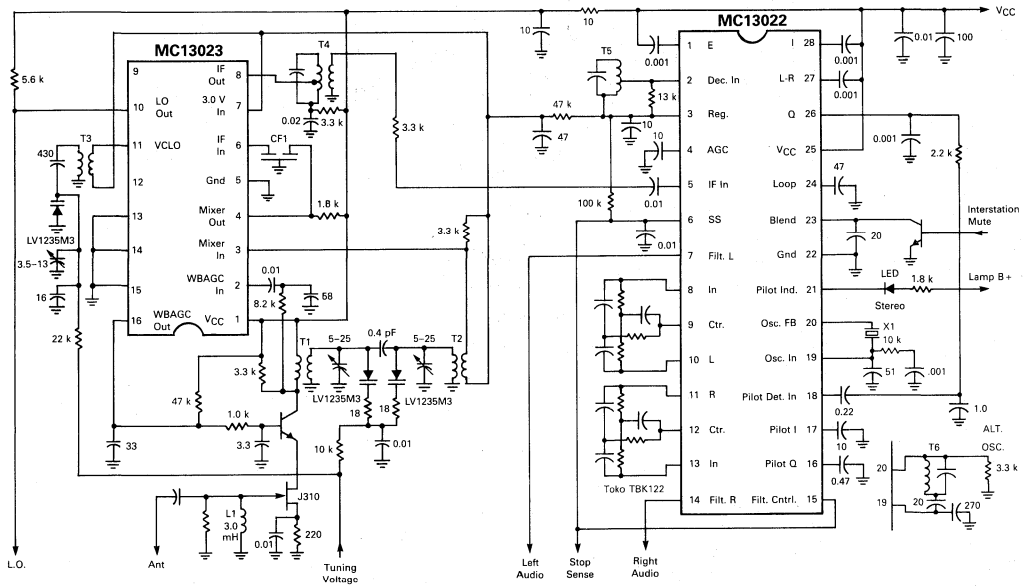 VCC
10
MC13022
10
0.001
1 E
I 28
0.001
0.01
100
MC13023
T4
T5
5.6 k
9
IF Out 8
10 LO Out
3.0 V In 7
0.02
3.3 k
2 Dec. In
L-R 27
0.001
13 k
47 k
3 Reg.
Q 26
10
47
0.001
2.2 k
T3
430
11 VCLO
IF In 6
CF1
3.3 k
10
4 AGC
VCC 25
12
Gnd 5
5 IF In
Loop 24
47
0.01
13
Mixer Out 4
1.8 k
100 k
6 SS
Blend 23
Interstation Mute
LV1235M3
3.5–13
14
Mixer In 3
3.3 k
0.01
20
7 Filt. L
Gnd 22
16
15
WBAGC In 2
0.01
58
8.2 k
8 In
Pilot Ind. 21
LED
Stereo
1.8 k
Lamp B+
16 WBAGC Out
VCC 1
22 k
9 Ctr.
Osc. FB 20
X1
10 k
T1
5–25
0.4 pF
5–25
T2
3.3 k
10 L
Osc. In 19
51
.001
LV1235M3
LV1235M3
47 k
18
18
11 R
Pilot Det. In 18
0.22
1.0
1.0 k
33
3.3
10 k
0.01
12 Ctr.
Pilot I 17
10
ALT.
OSC.
13 In
Pilot Q 16
0.47
T6
20
3.3 k
Toko TBK122
J310
14 Filt. R
Filt. Cntrl. 15
19
20
270
L1
3.0
mH
0.01
220
L.O.
Ant
Tuning Voltage
Left Audio
Stop Sense
Right Audio